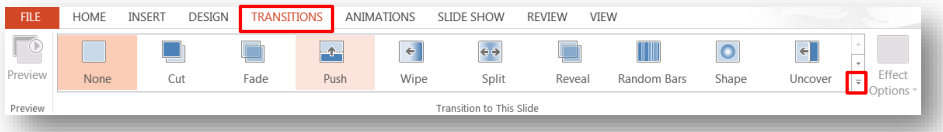 FILE HOME INSERT DESIGN TRANSITIONS ANIMATIONS SLIDE SHOW REVIEW VIEW
Preview None Cut Fade Push Wipe Split Reveal Random Bars Shape Uncover Effect Options
Preview Transition to This Slide